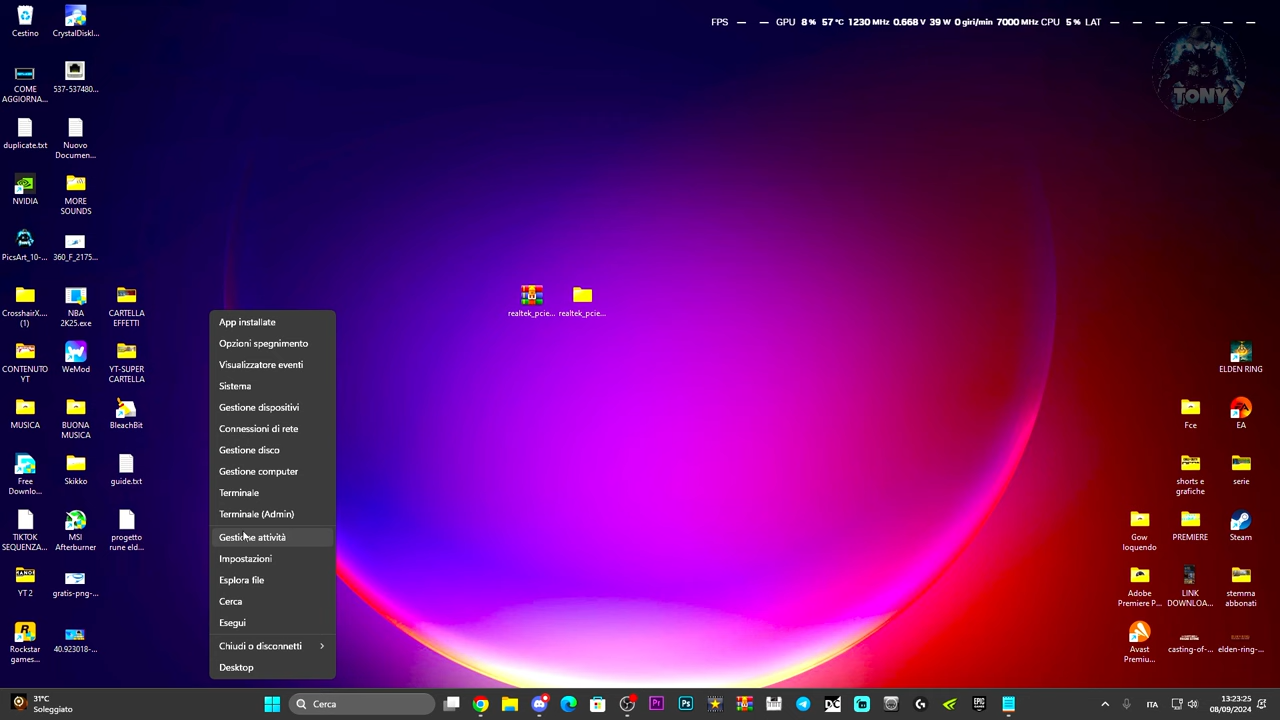 FPS — — GPU 8 % 57 °C 1230 MHz 0.668 V 39 W 0 giri/min 7000 MHz CPU 5 % LAT — — — — — — —
TONY
Cestino
CrystalDiskI...
COME
AGGIORNA...
537-537480...
duplicate.txt
Nuovo
Documen...
NVIDIA
MORE
SOUNDS
PicsArt_10-...
360_F_2175...
CrosshairX....
(1)
NBA
2K25.exe
CARTELLA
EFFETTI
CONTENUTO
YT
WeMod
YT-SUPER
CARTELLA
MUSICA
BUONA
MUSICA
BleachBit
Free
Downlo...
Skikko
guide.txt
TIKTOK
SEQUENZA...
MSI
Afterburner
progetto
rune eld...
YT 2
gratis-png-...
Rockstar
games...
40.923018-...
realtek_pcie...
realtek_pcie...
App installate
Opzioni spegnimento
Visualizzatore eventi
Sistema
Gestione dispositivi
Connessioni di rete
Gestione disco
Gestione computer
Terminale
Terminale (Admin)
Gestione attività
Impostazioni
Esplora file
Cerca
Esegui
Chiudi o disconnetti
Desktop
ELDEN RING
Fce
EA
shorts e
grafiche
serie
Gow
loquendo
PREMIERE
Steam
Adobe
Premiere P...
LINK
DOWNLOA...
stemma
abbonati
Avast
Premiu...
casting-of-...
elden-ring-...
31°C
Soleggiato
Cerca
Pr
Ps
DC
EPIC
GAMES
ITA
13:23:25
08/09/2024